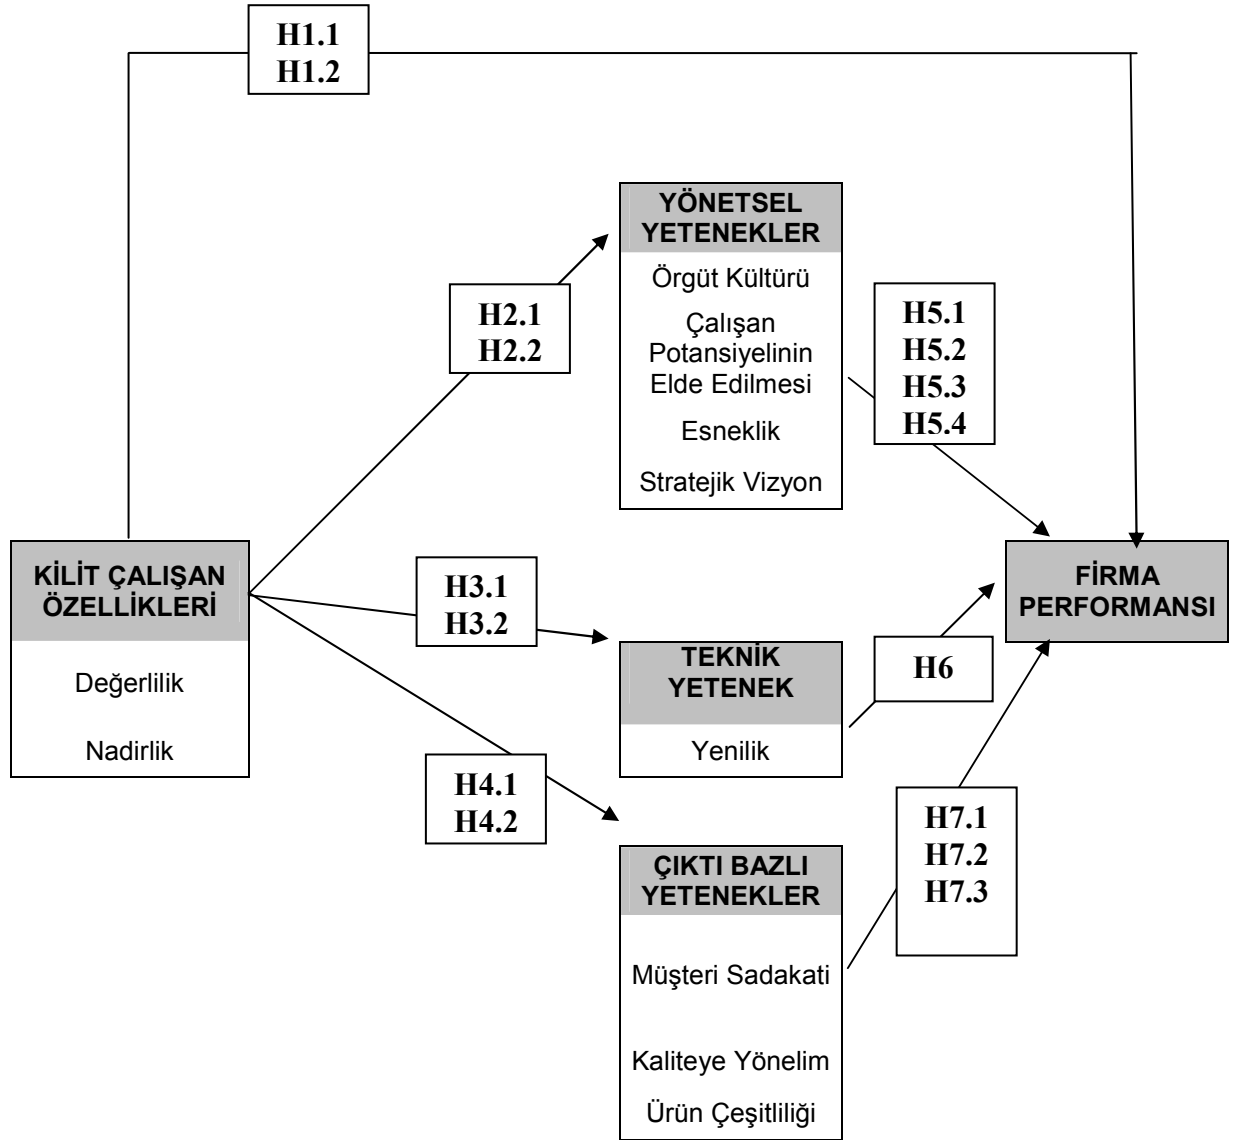 H1.1
H1.2
YÖNETSEL
YETENEKLER
Örgüt Kültürü
Çalışan
Potansiyelinin
Elde Edilmesi
Esneklik
Stratejik Vizyon
H2.1
H2.2
H5.1
H5.2
H5.3
H5.4
KİLİT ÇALIŞAN
ÖZELLİKLERİ
Değerlilik
Nadirlik
H3.1
H3.2
TEKNİK
YETENEK
Yenilik
H6
FİRMA
PERFORMANSI
H4.1
H4.2
ÇIKTI BAZLI
YETENEKLER
Müşteri Sadakati
Kaliteye Yönelim
Ürün Çeşitliliği
H7.1
H7.2
H7.3